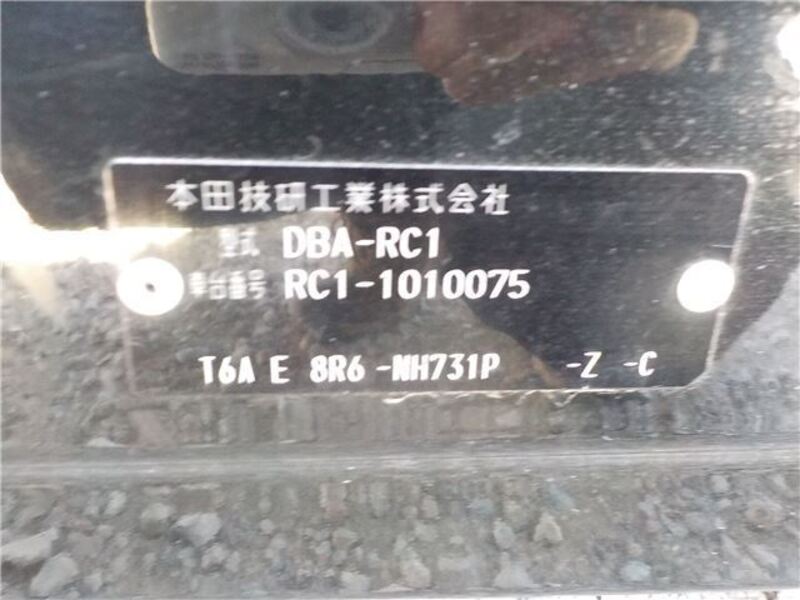 本田技研工業株式会社
型式 DBA-RC1
車台番号 RC1-1010075
T6A E 8R6 -NH731P -Z -C